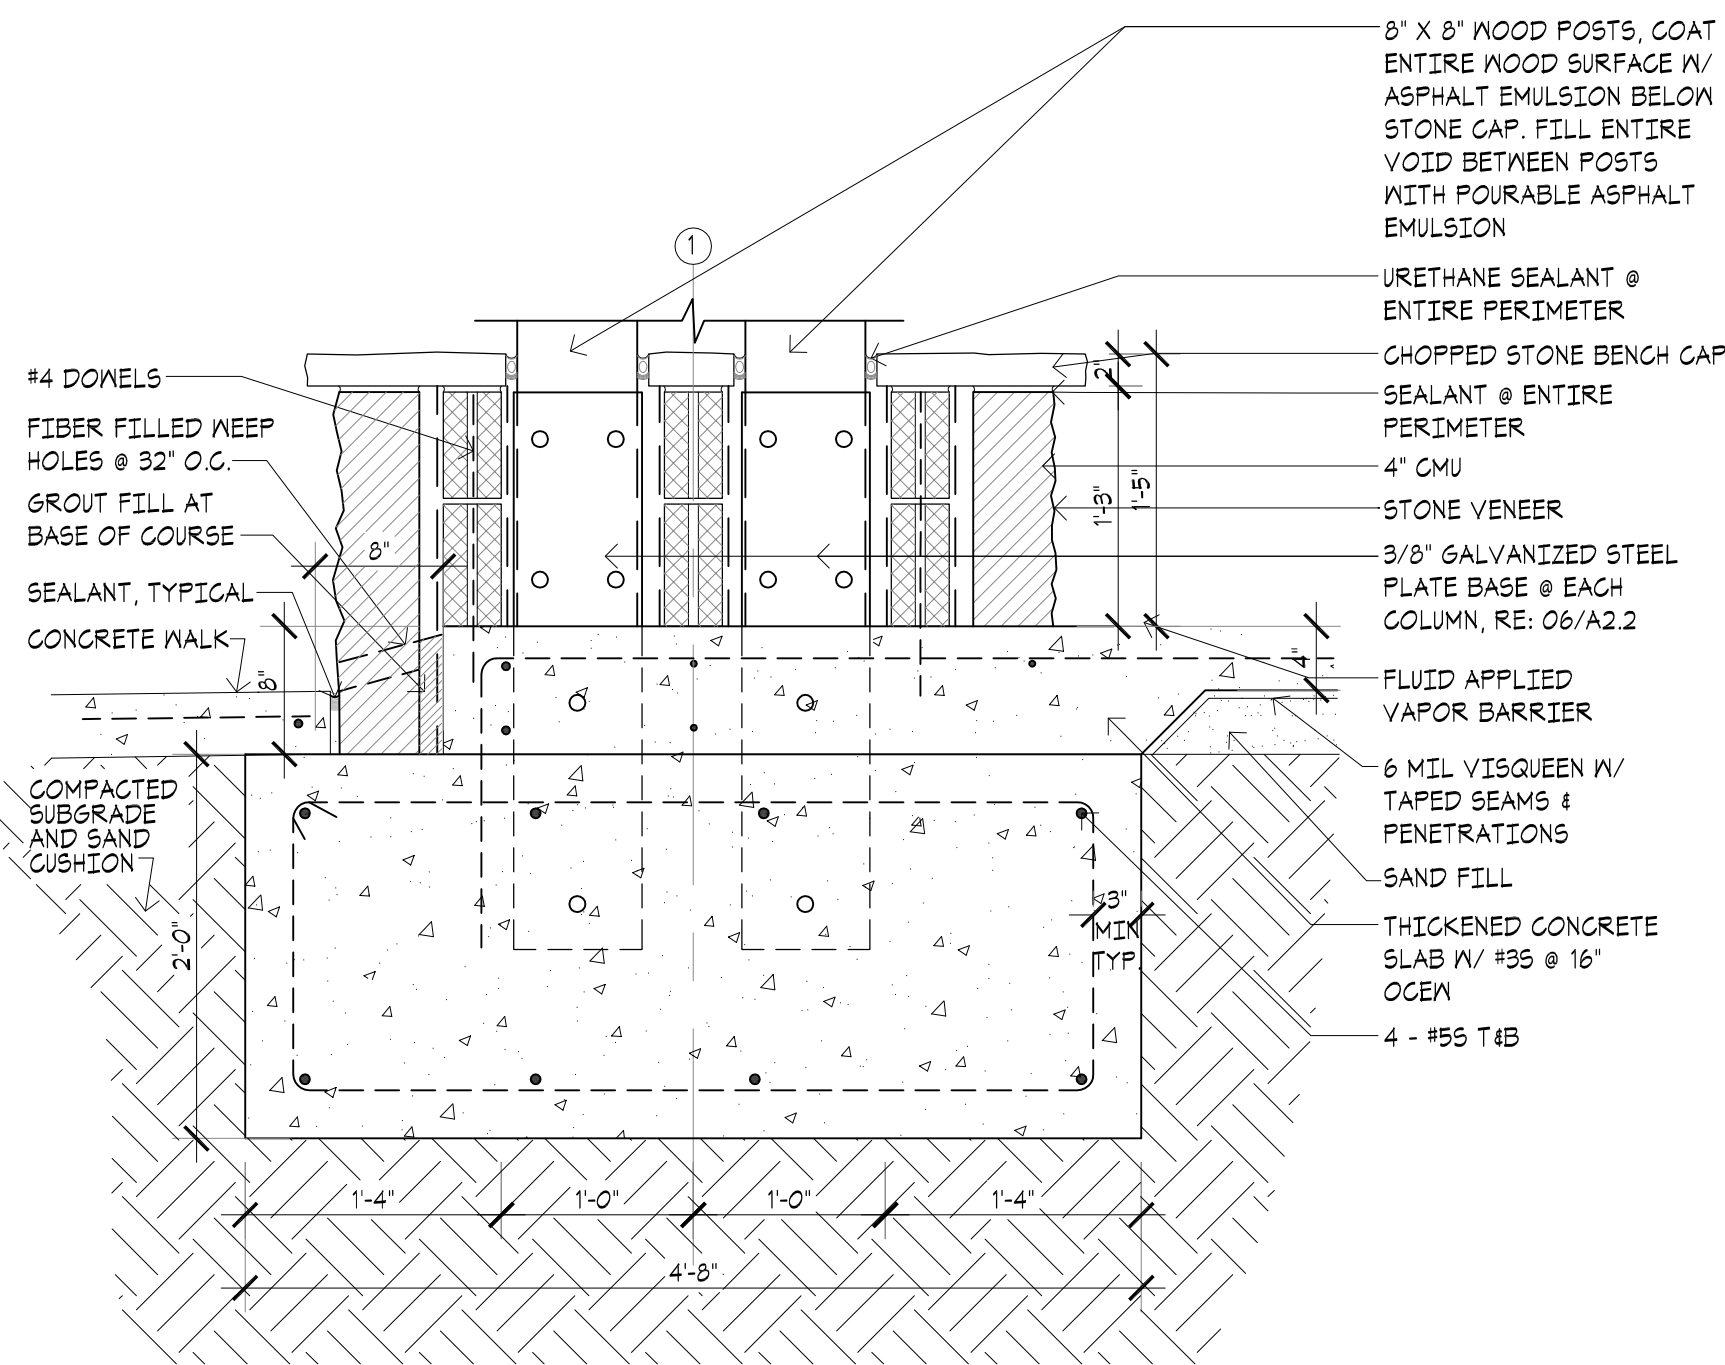 8" X 8" WOOD POSTS, COAT
ENTIRE WOOD SURFACE W/
ASPHALT EMULSION BELOW
STONE CAP. FILL ENTIRE
VOID BETWEEN POSTS
WITH POURABLE ASPHALT
EMULSION
1
URETHANE SEALANT @
ENTIRE PERIMETER
CHOPPED STONE BENCH CAP
2"
#4 DOWELS
SEALANT @ ENTIRE
PERIMETER
FIBER FILLED WEEP
HOLES @ 32" O.C.
4" CMU
1'-3"
1'-5"
GROUT FILL AT
BASE OF COURSE
STONE VENEER
8"
3/8" GALVANIZED STEEL
PLATE BASE @ EACH
COLUMN, RE: 06/A2.2
SEALANT, TYPICAL
CONCRETE WALK
8"
4"
FLUID APPLIED
VAPOR BARRIER
6 MIL VISQUEEN W/
TAPED SEAMS &
PENETRATIONS
COMPACTED
SUBGRADE
AND SAND
CUSHION
SAND FILL
3"
MIN
TYP.
2'-0"
THICKENED CONCRETE
SLAB W/ #3S @ 16"
OCEW
4 - #5S T&B
1'-4"
1'-0"
1'-0"
1'-4"
4'-8"